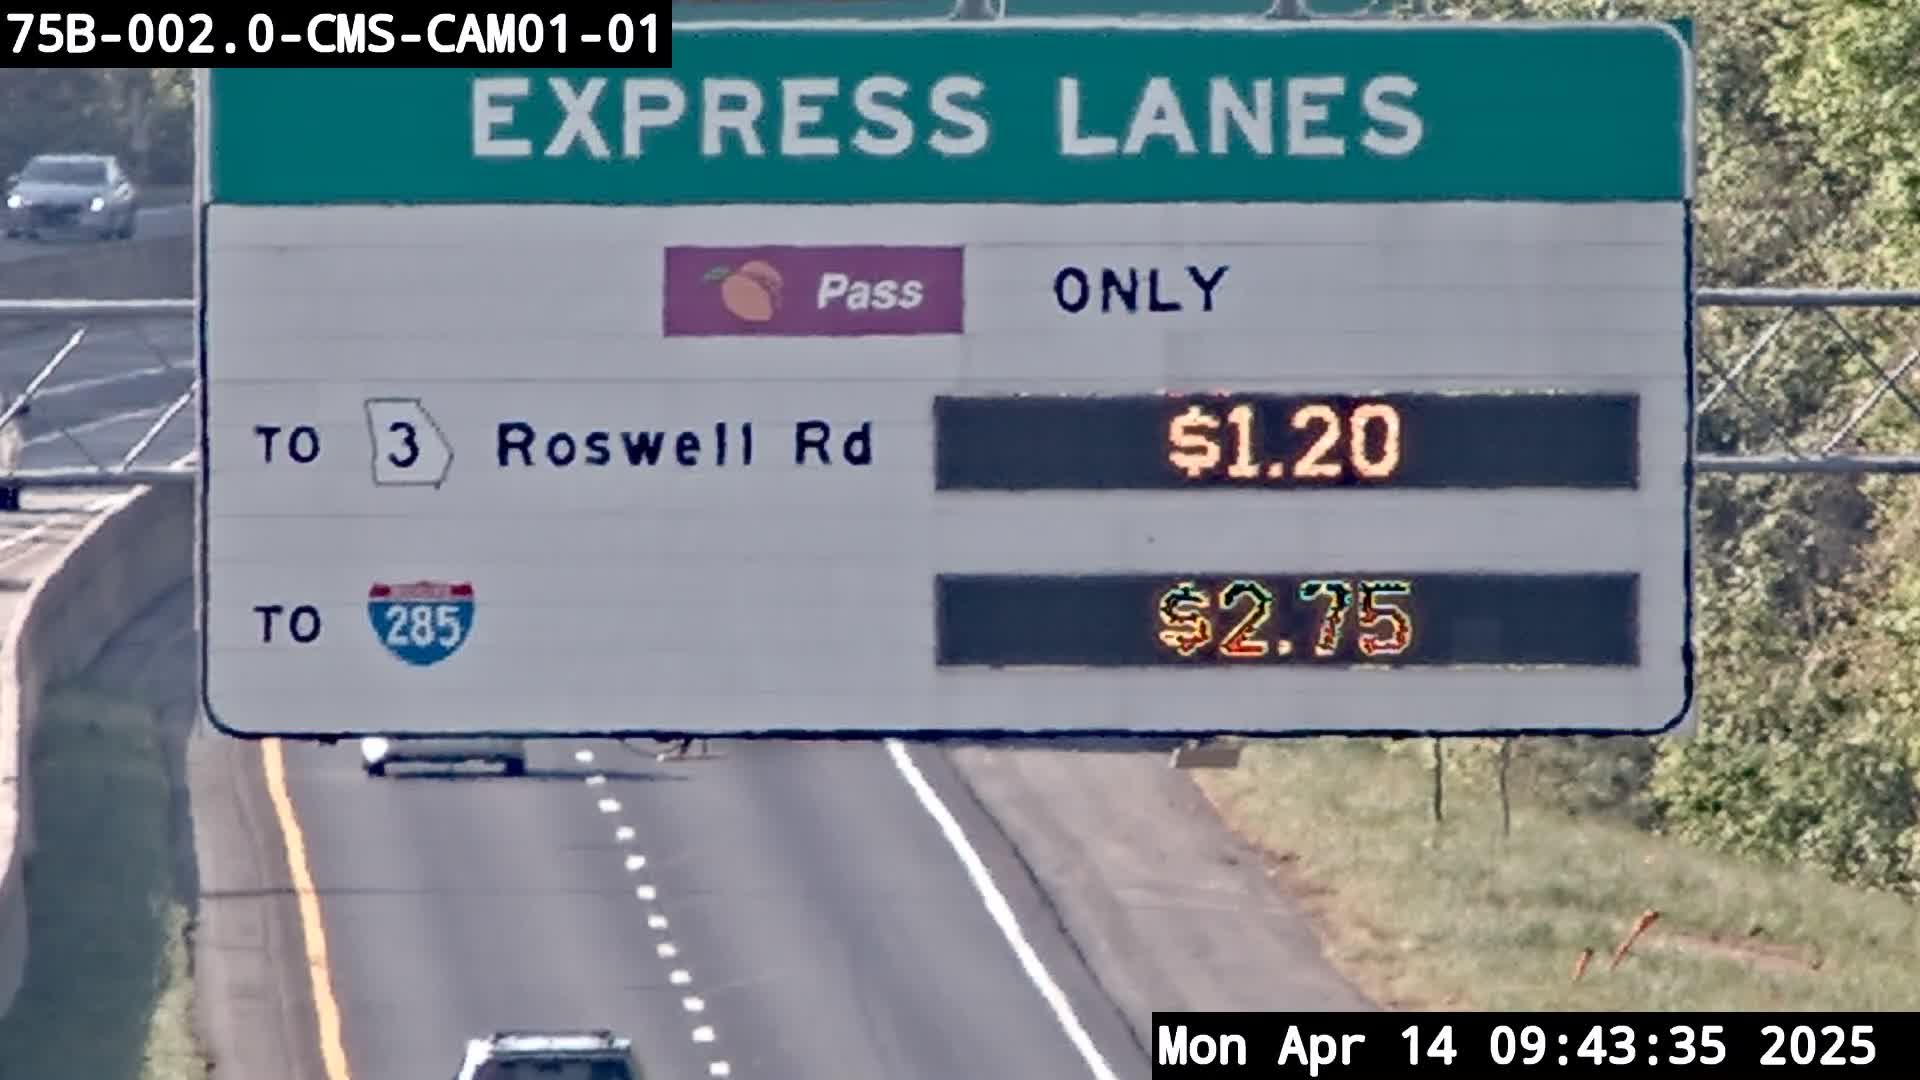 75B-002.0-CMS-CAM01-01
EXPRESS LANES
Pass ONLY
TO 3 Roswell Rd $1.20
TO 285 $2.75
Mon Apr 14 09:43:35 2025